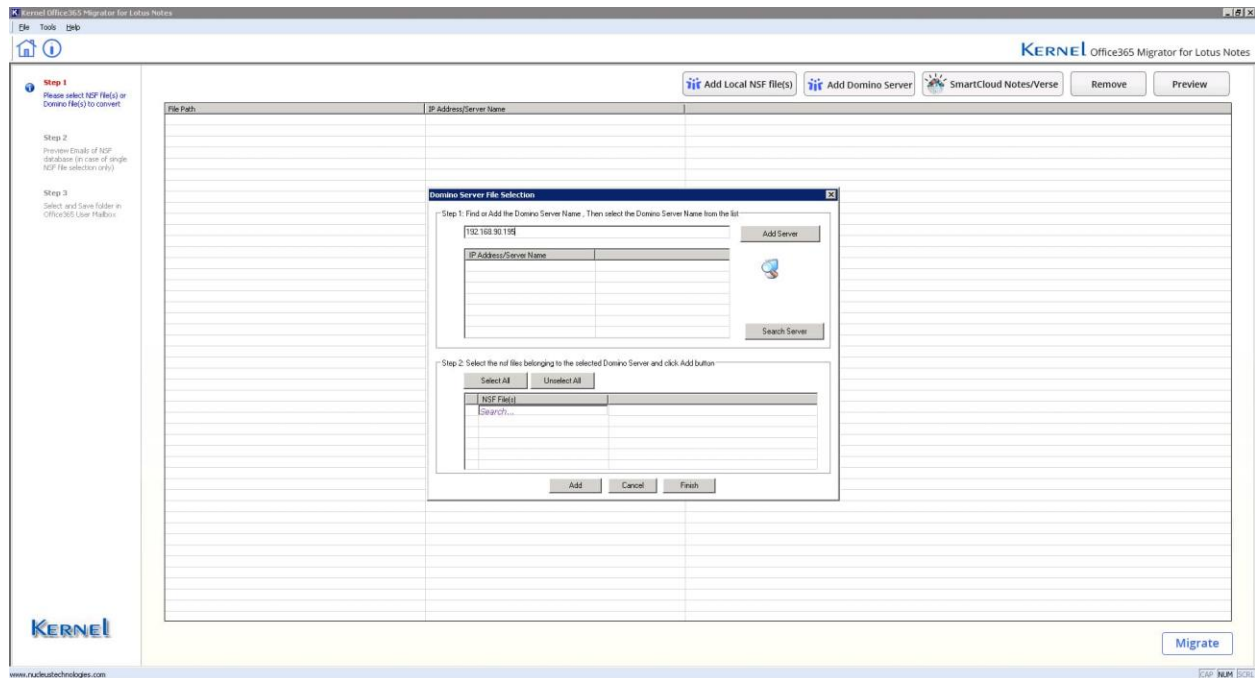 Kernel Office365 Migrator for Lotus Notes
File Tools Help
KERNEL Office365 Migrator for Lotus Notes
Step 1
Please select NSF file(s) or
Domino file(s) to convert
Step 2
Preview Emails of NSF
database (in case of single
NSF file selection only)
Step 3
Select and Save folder in
Office365 User Mailbox
Add Local NSF file(s) Add Domino Server SmartCloud Notes/Verse Remove Preview
File Path IP Address/Server Name
Domino Server File Selection
Step 1: Find or Add the Domino Server Name , Then select the Domino Server Name from the list
192.168.90.195
Add Server
IP Address/Server Name
Search Server
Step 2: Select the nsf files belonging to the selected Domino Server and click Add button
Select All Unselect All
NSF File(s)
Search...
Add Cancel Finish
KERNEL
Migrate
www.nucleustechnologies.com
CAP NUM SCRL